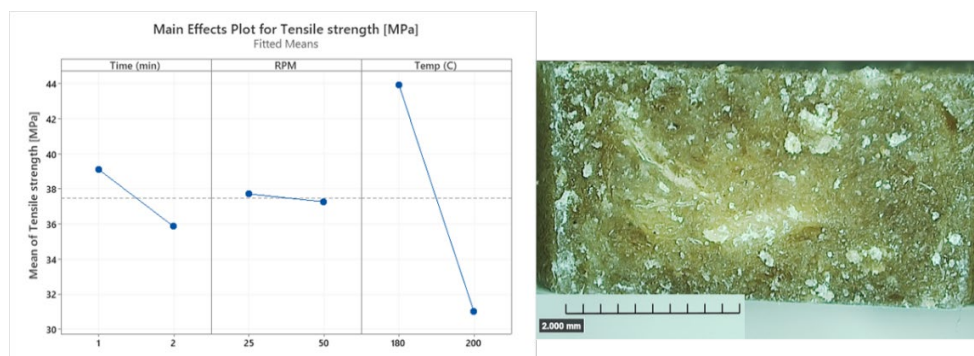 Main Effects Plot for Tensile strength [MPa]
Fitted Means
Time (min) RPM Temp (C)
Mean of Tensile strength [MPa]
44
42
40
38
36
34
32
30
1 2 25 50 180 200
2.000 mm